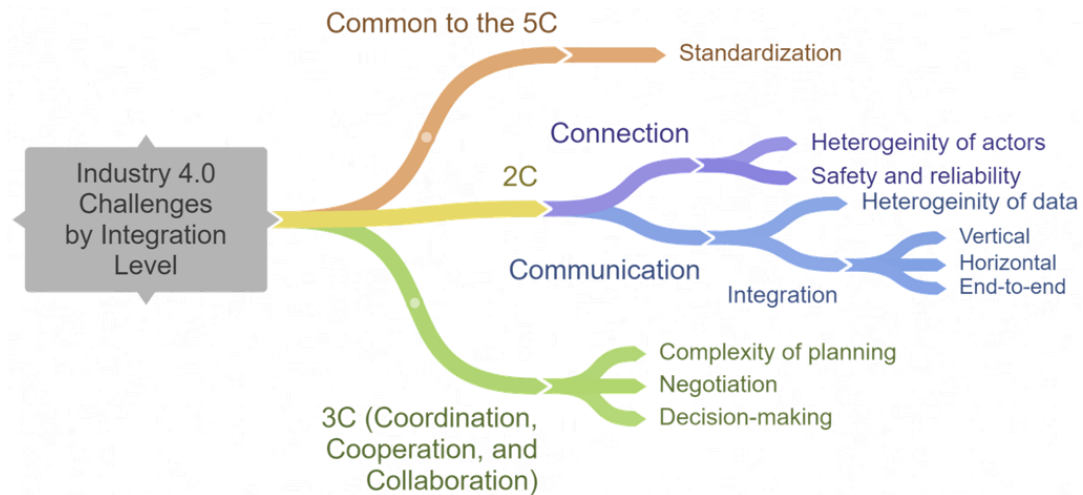 Common to the 5C
Standardization
Industry 4.0
Challenges
by Integration
Level
2C
Connection
Heterogeinity of actors
Safety and reliability
Communication
Heterogeinity of data
Integration
Vertical
Horizontal
End-to-end
3C (Coordination,
Cooperation, and
Collaboration)
Complexity of planning
Negotiation
Decision-making